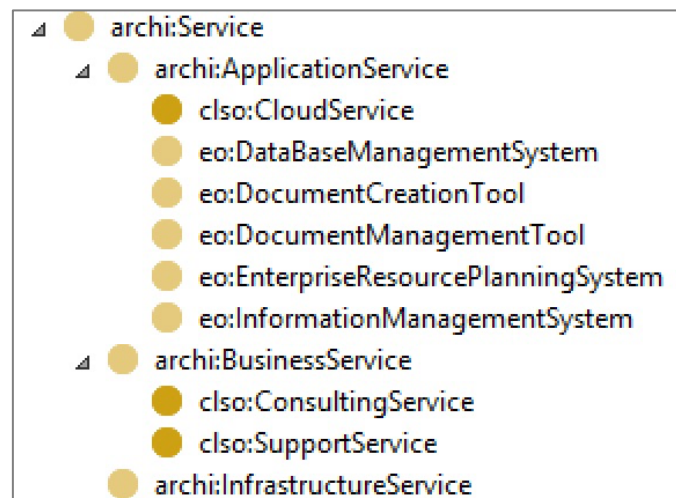 archi:Service
archi:ApplicationService
clso:CloudService
eo:DataBaseManagementSystem
eo:DocumentCreationTool
eo:DocumentManagementTool
eo:EnterpriseResourcePlanningSystem
eo:InformationManagementSystem
archi:BusinessService
clso:ConsultingService
clso:SupportService
archi:InfrastructureService